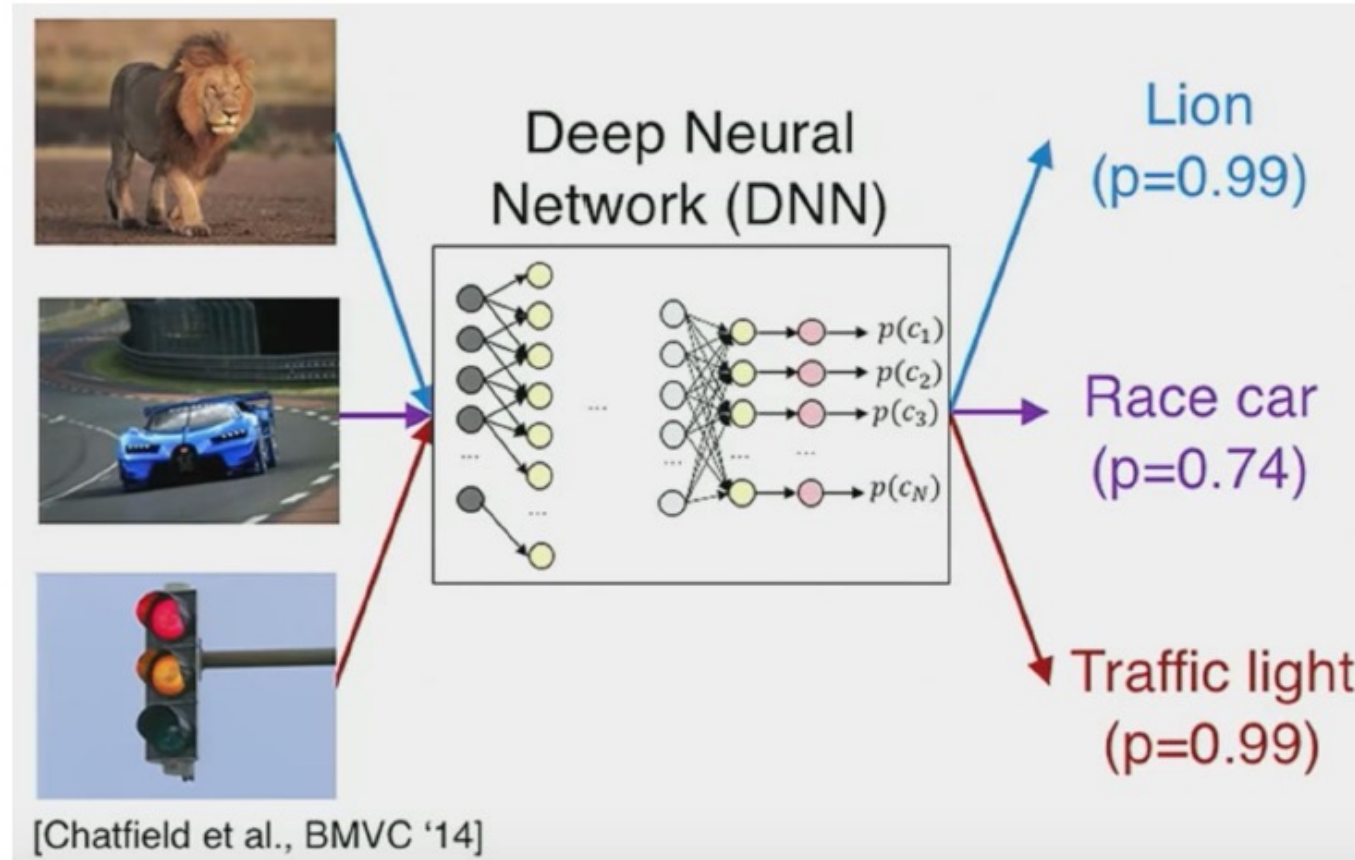 Deep Neural
Network (DNN)
...
...
...
...
...
...
p(c₁)
p(c₂)
p(c₃)
p(c_N)
Lion
(p=0.99)
Race car
(p=0.74)
Traffic light
(p=0.99)
[Chatfield et al., BMVC ‘14]